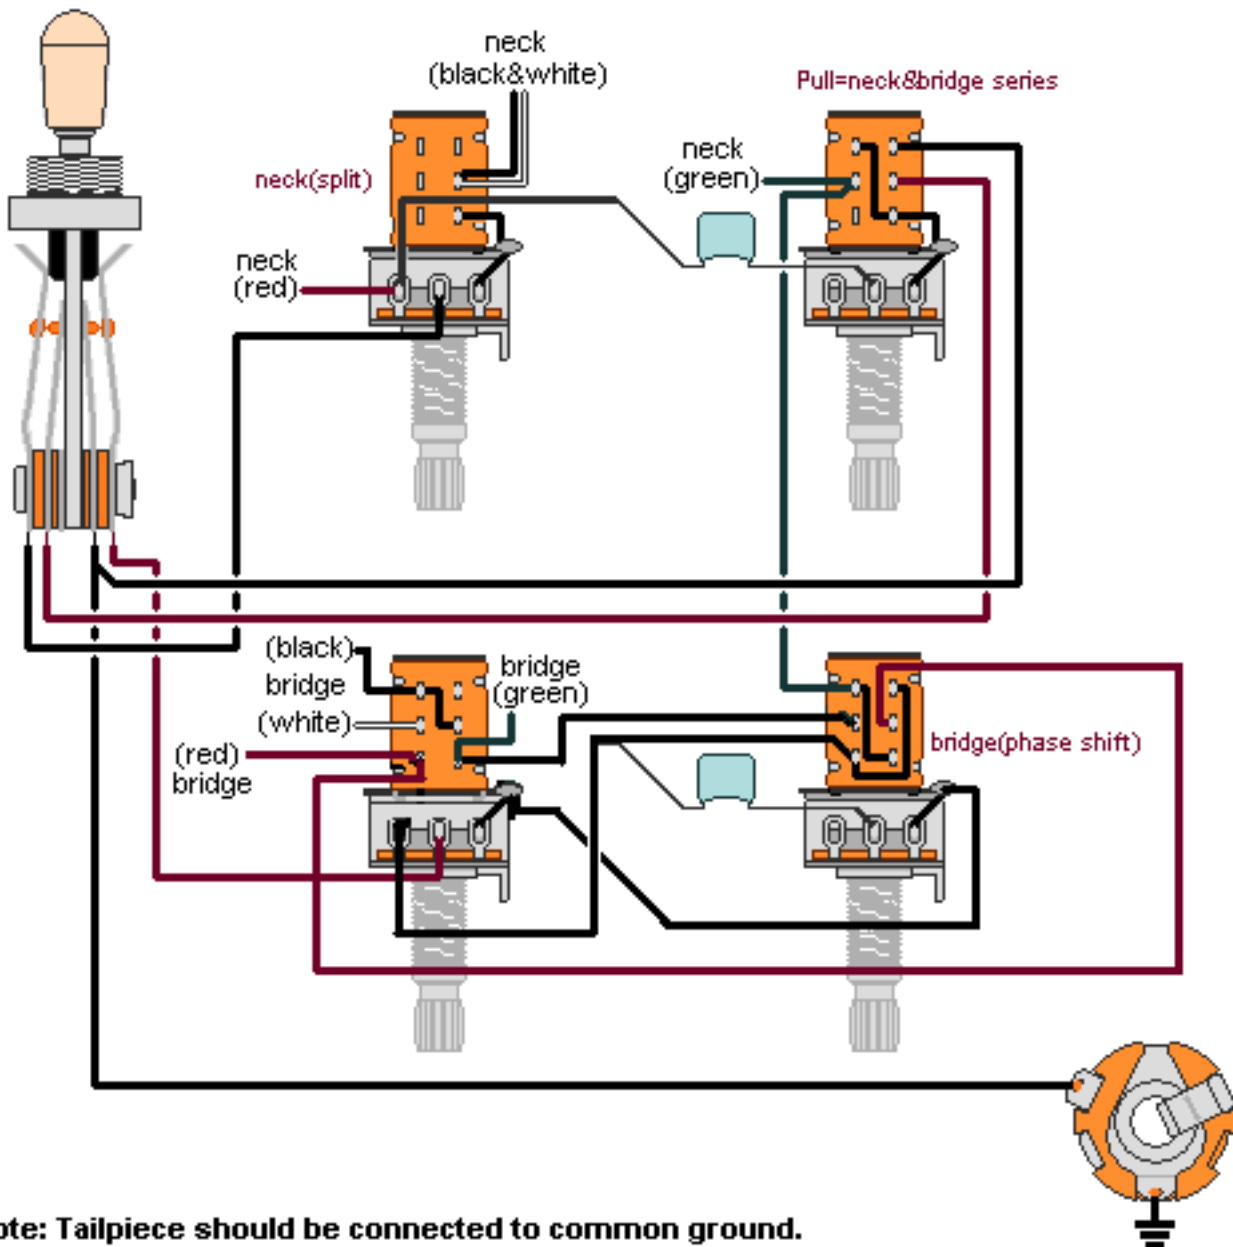 neck
(black&white)
Pull=neck&bridge series
neck(split)
neck
(green)
neck
(red)
(black)
bridge
(white)
(red)
bridge
bridge
(green)
bridge(phase shift)
ote: Tailpiece should be connected to common ground.